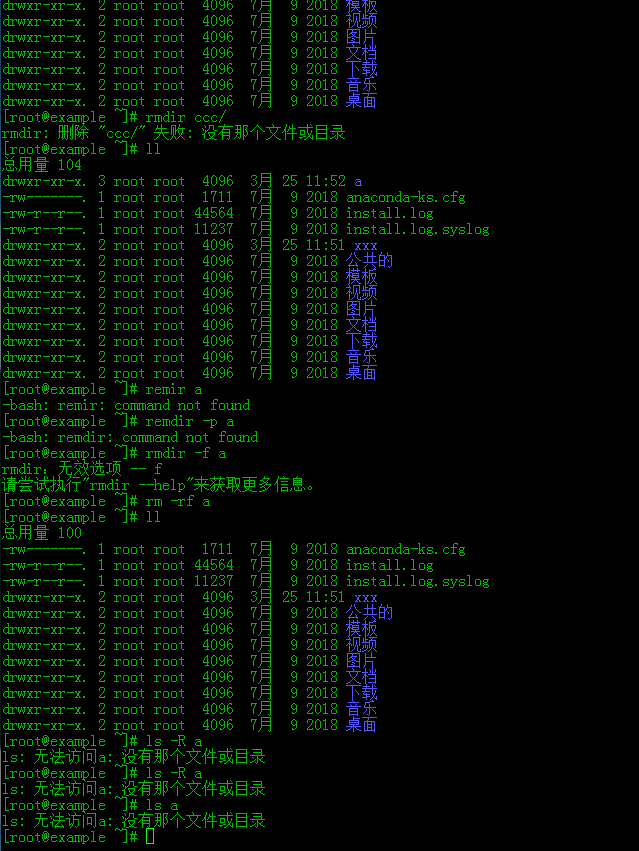 drwxr-xr-x. 2 root root  4096  7月   9 2018 模板
drwxr-xr-x. 2 root root  4096  7月   9 2018 视频
drwxr-xr-x. 2 root root  4096  7月   9 2018 图片
drwxr-xr-x. 2 root root  4096  7月   9 2018 文档
drwxr-xr-x. 2 root root  4096  7月   9 2018 下载
drwxr-xr-x. 2 root root  4096  7月   9 2018 音乐
drwxr-xr-x. 2 root root  4096  7月   9 2018 桌面
[root@example ~]# rmdir ccc/
rmdir: 删除 "ccc/" 失败: 没有那个文件或目录
[root@example ~]# ll
总用量 104
drwxr-xr-x. 3 root root  4096  3月 25 11:52 a
-rw-------. 1 root root  1711  7月   9 2018 anaconda-ks.cfg
-rw-r--r--. 1 root root 44564  7月   9 2018 install.log
-rw-r--r--. 1 root root 11237  7月   9 2018 install.log.syslog
drwxr-xr-x. 2 root root  4096  3月 25 11:51 xxx
drwxr-xr-x. 2 root root  4096  7月   9 2018 公共的
drwxr-xr-x. 2 root root  4096  7月   9 2018 模板
drwxr-xr-x. 2 root root  4096  7月   9 2018 视频
drwxr-xr-x. 2 root root  4096  7月   9 2018 图片
drwxr-xr-x. 2 root root  4096  7月   9 2018 文档
drwxr-xr-x. 2 root root  4096  7月   9 2018 下载
drwxr-xr-x. 2 root root  4096  7月   9 2018 音乐
drwxr-xr-x. 2 root root  4096  7月   9 2018 桌面
[root@example ~]# remir a
-bash: remir: command not found
[root@example ~]# remdir -p a
-bash: remdir: command not found
[root@example ~]# rmdir -f a
rmdir：无效选项 -- f
请尝试执行"rmdir --help"来获取更多信息。
[root@example ~]# rm -rf a
[root@example ~]# ll
总用量 100
-rw-------. 1 root root  1711  7月   9 2018 anaconda-ks.cfg
-rw-r--r--. 1 root root 44564  7月   9 2018 install.log
-rw-r--r--. 1 root root 11237  7月   9 2018 install.log.syslog
drwxr-xr-x. 2 root root  4096  3月 25 11:51 xxx
drwxr-xr-x. 2 root root  4096  7月   9 2018 公共的
drwxr-xr-x. 2 root root  4096  7月   9 2018 模板
drwxr-xr-x. 2 root root  4096  7月   9 2018 视频
drwxr-xr-x. 2 root root  4096  7月   9 2018 图片
drwxr-xr-x. 2 root root  4096  7月   9 2018 文档
drwxr-xr-x. 2 root root  4096  7月   9 2018 下载
drwxr-xr-x. 2 root root  4096  7月   9 2018 音乐
drwxr-xr-x. 2 root root  4096  7月   9 2018 桌面
[root@example ~]# ls -R a
ls: 无法访问a: 没有那个文件或目录
[root@example ~]# ls -R a
ls: 无法访问a: 没有那个文件或目录
[root@example ~]# ls a
ls: 无法访问a: 没有那个文件或目录
[root@example ~]#